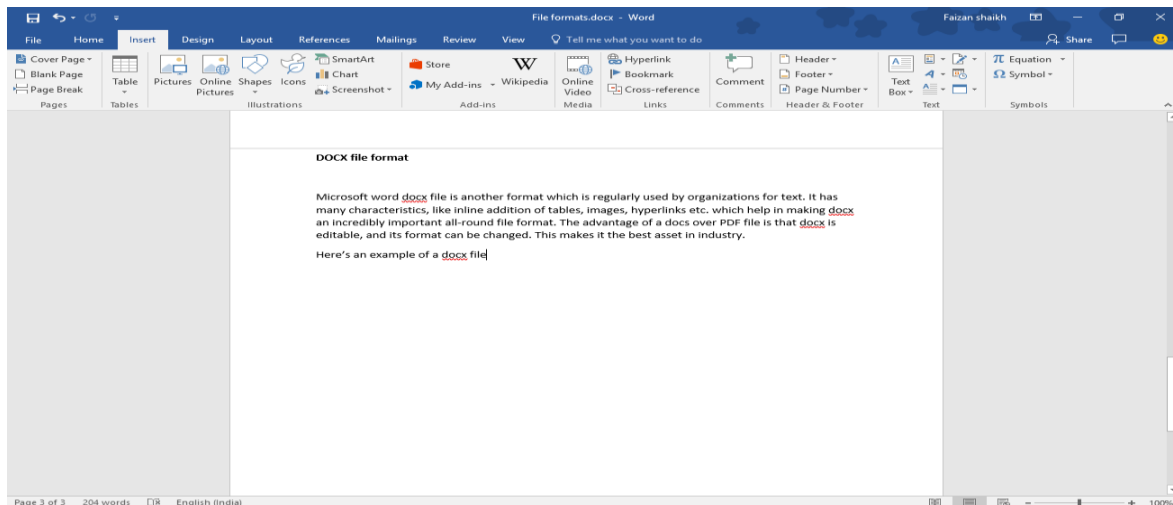 File formats.docx - Word
Faizan shaikh
File Home Insert Design Layout References Mailings Review View Tell me what you want to do Share
Cover Page
Blank Page
Page Break
Pages
Table
Tables
Pictures
Online Pictures
Shapes
Icons
SmartArt
Chart
Screenshot
Illustrations
Store
My Add-ins
W
Wikipedia
Add-ins
Online Video
Media
Hyperlink
Bookmark
Cross-reference
Links
Comment
Comments
Header
Footer
Page Number
Header & Footer
A
Text Box
Text
π Equation
Ω Symbol
Symbols
DOCX file format
Microsoft word docx file is another format which is regularly used by organizations for text. It has
many characteristics, like inline addition of tables, images, hyperlinks etc. which help in making docx
an incredibly important all-round file format. The advantage of a docs over PDF file is that docx is
editable, and its format can be changed. This makes it the best asset in industry.
Here's an example of a docx file
Page 3 of 3 204 words English (India) 100%